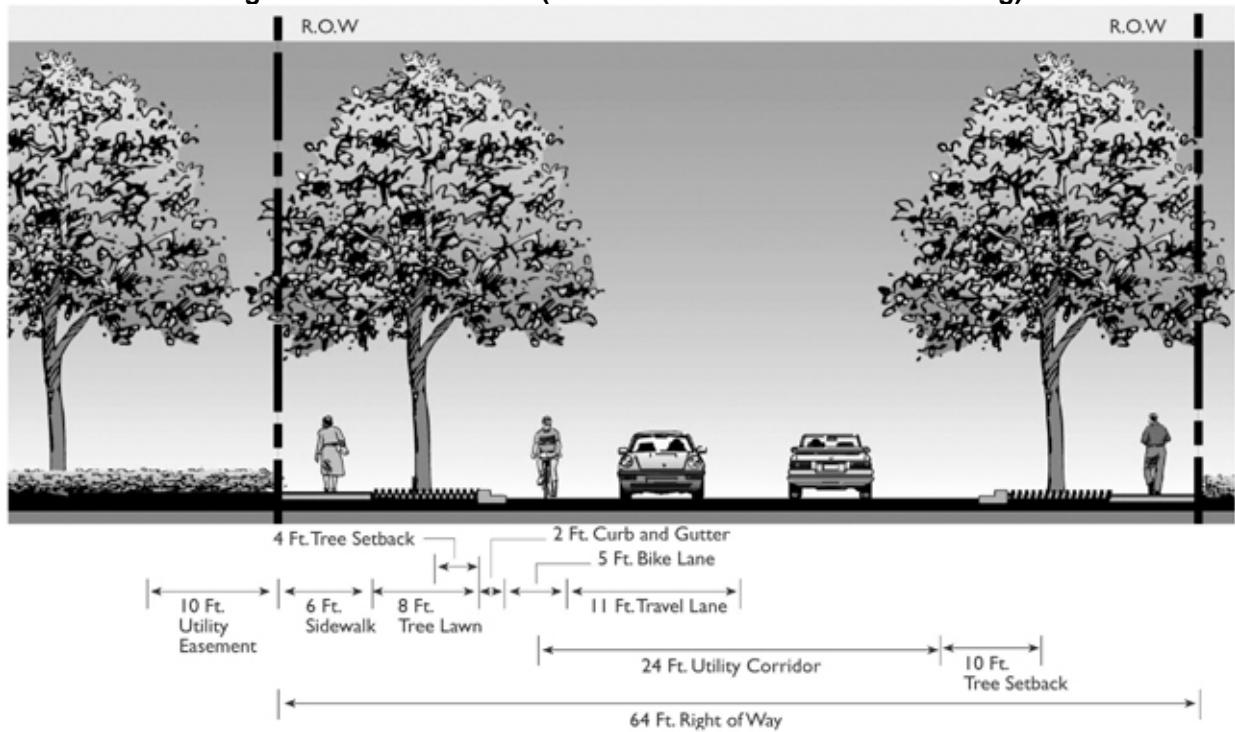 R.O.W
R.O.W
4 Ft. Tree Setback
2 Ft. Curb and Gutter
5 Ft. Bike Lane
10 Ft.
Utility
Easement
6 Ft.
Sidewalk
8 Ft.
Tree Lawn
11 Ft. Travel Lane
24 Ft. Utility Corridor
10 Ft.
Tree Setback
64 Ft. Right of Way